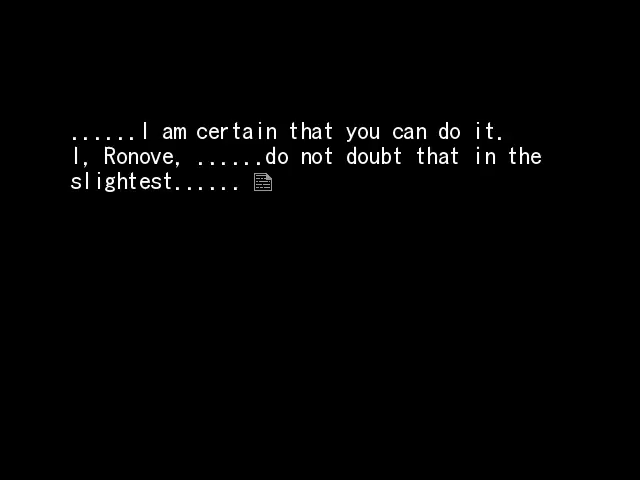 ......I am certain that you can do it.
I, Ronove, ......do not doubt that in the
slightest......